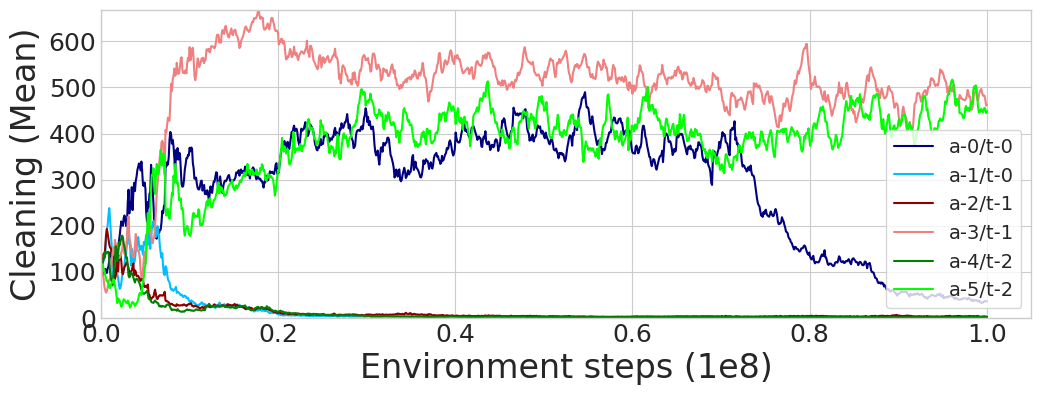 Cleaning (Mean)
600
500
400
300
200
100
0
0.0 0.2 0.4 0.6 0.8 1.0
Environment steps (1e8)
a-0/t-0
a-1/t-0
a-2/t-1
a-3/t-1
a-4/t-2
a-5/t-2